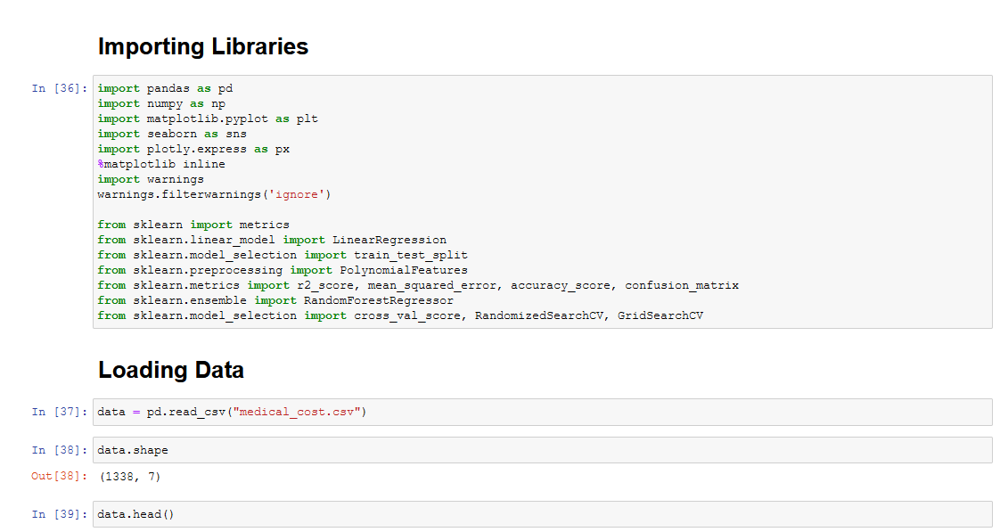 Importing Libraries
In [36]: import pandas as pd
import numpy as np
import matplotlib.pyplot as plt
import seaborn as sns
import plotly.express as px
%matplotlib inline
import warnings
warnings.filterwarnings('ignore')
from sklearn import metrics
from sklearn.linear_model import LinearRegression
from sklearn.model_selection import train_test_split
from sklearn.preprocessing import PolynomialFeatures
from sklearn.metrics import r2_score, mean_squared_error, accuracy_score, confusion_matrix
from sklearn.ensemble import RandomForestRegressor
from sklearn.model_selection import cross_val_score, RandomizedSearchCV, GridSearchCV
Loading Data
In [37]: data = pd.read_csv("medical_cost.csv")
In [38]: data.shape
Out[38]: (1338, 7)
In [39]: data.head()